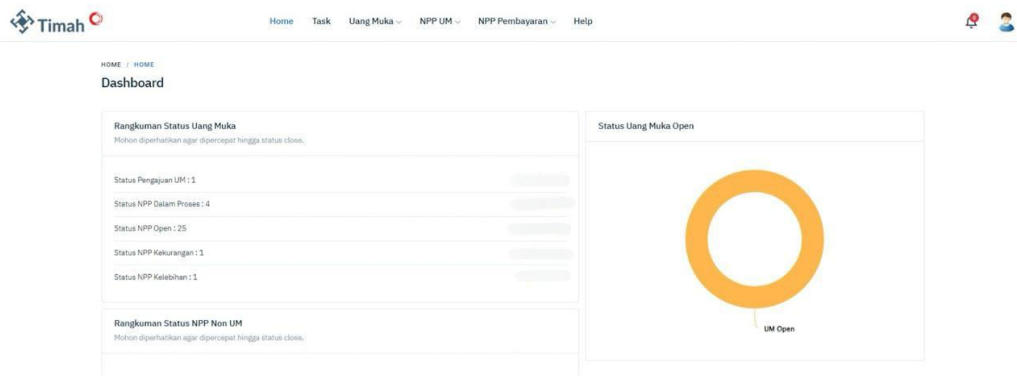 Timah
Home Task Uang Muka NPP UM NPP Pembayaran Help
HOME / HOME
Dashboard
Rangkuman Status Uang Muka
Mohon diperhatikan agar dipercepat hingga status close.
Status Pengajuan UM : 1
Status NPP Dalam Proses : 4
Status NPP Open : 25
Status NPP Kekurangan : 1
Status NPP Kelebihan : 1
Rangkuman Status NPP Non UM
Mohon diperhatikan agar dipercepat hingga status close.
Status Uang Muka Open
UM Open